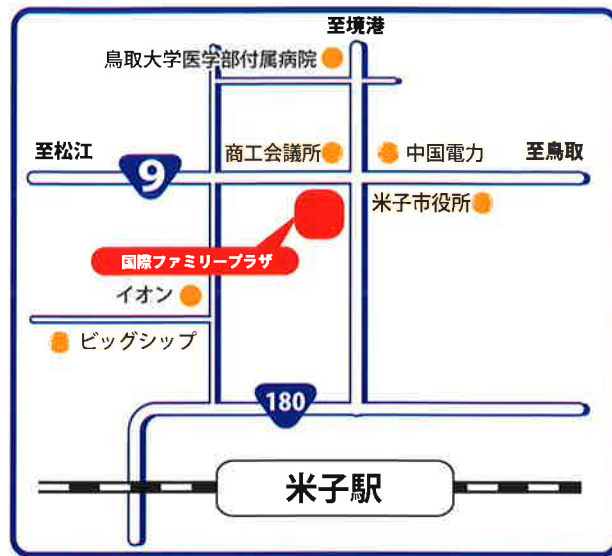 至境港
鳥取大学医学部付属病院
至松江
9
商工会議所
中国電力
至鳥取
米子市役所
国際ファミリープラザ
イオン
ビッグシップ
180
米子駅